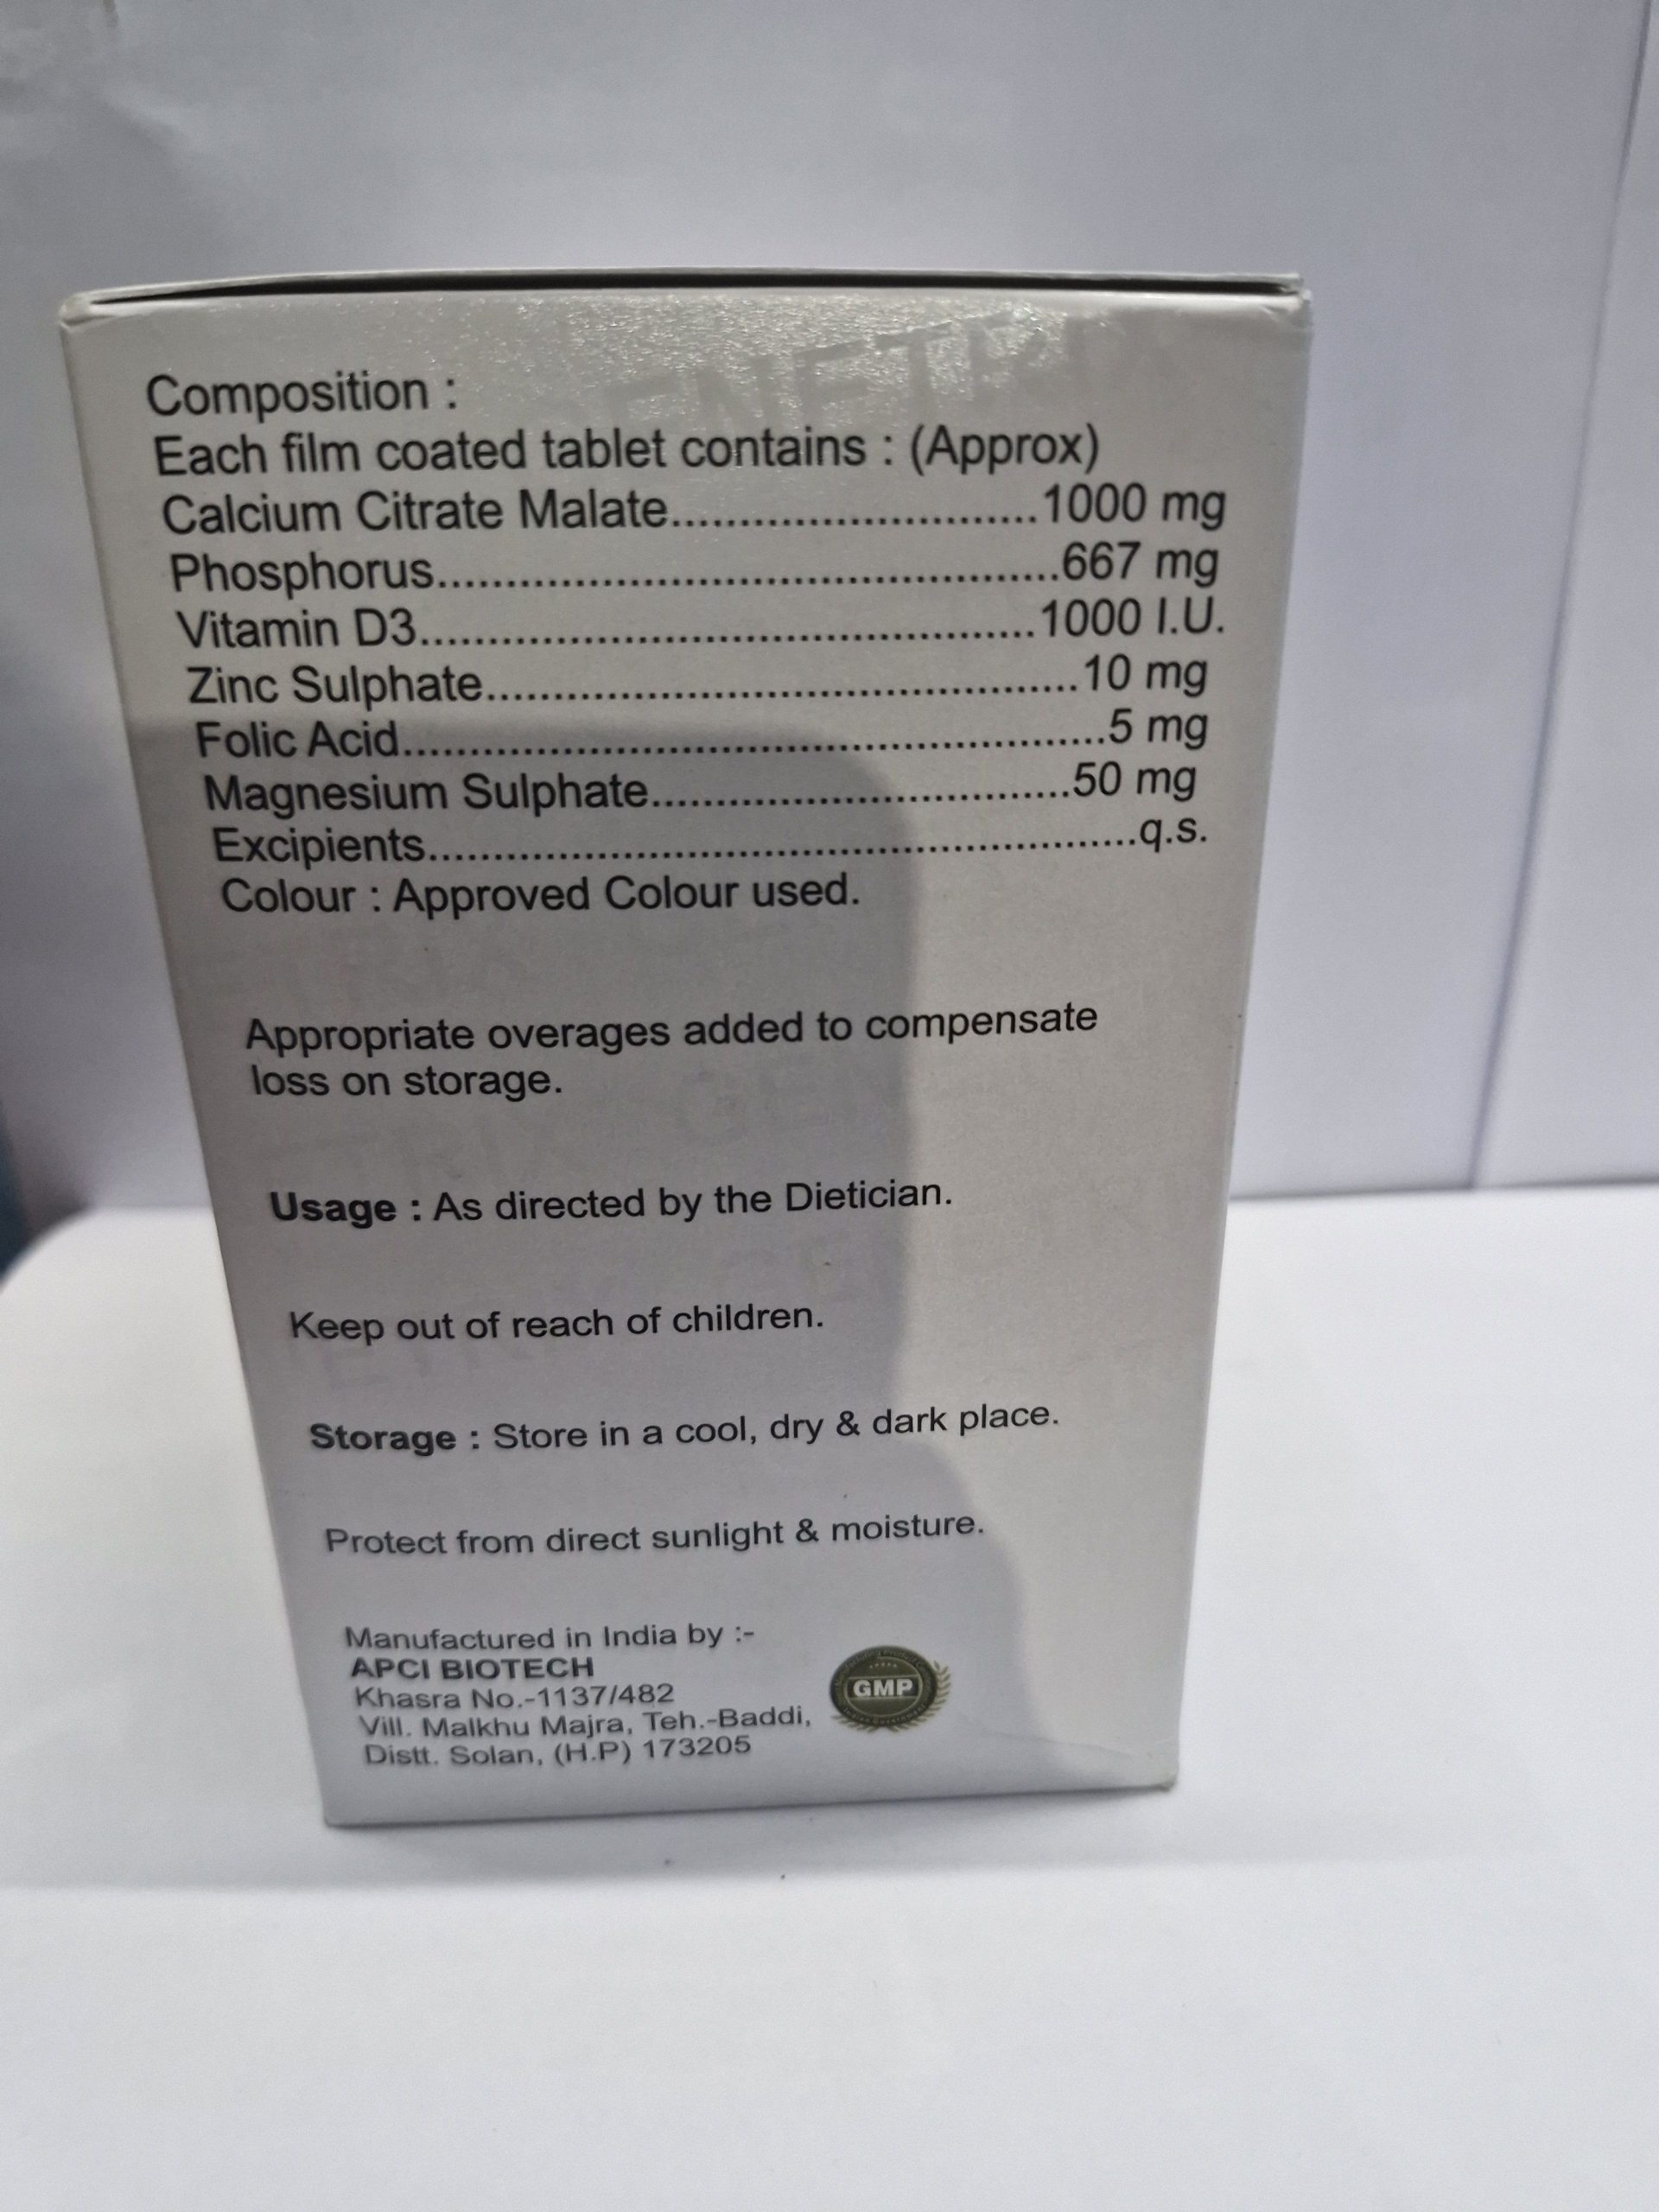 Composition :
Each film coated tablet contains : (Approx)
Calcium Citrate Malate............................1000 mg
Phosphorus...............................................667 mg
Vitamin D3...............................................1000 I.U.
Zinc Sulphate.............................................10 mg
Folic Acid.....................................................5 mg
Magnesium Sulphate................................50 mg
Excipients.....................................................q.s.
Colour : Approved Colour used.
Appropriate overages added to compensate
loss on storage.
Usage : As directed by the Dietician.
Keep out of reach of children.
Storage : Store in a cool, dry & dark place.
Protect from direct sunlight & moisture.
Manufactured in India by :-
APCI BIOTECH
Khasra No.-1137/482
Vill. Malkhu Majra, Teh.-Baddi,
Distt. Solan, (H.P) 173205
GMP